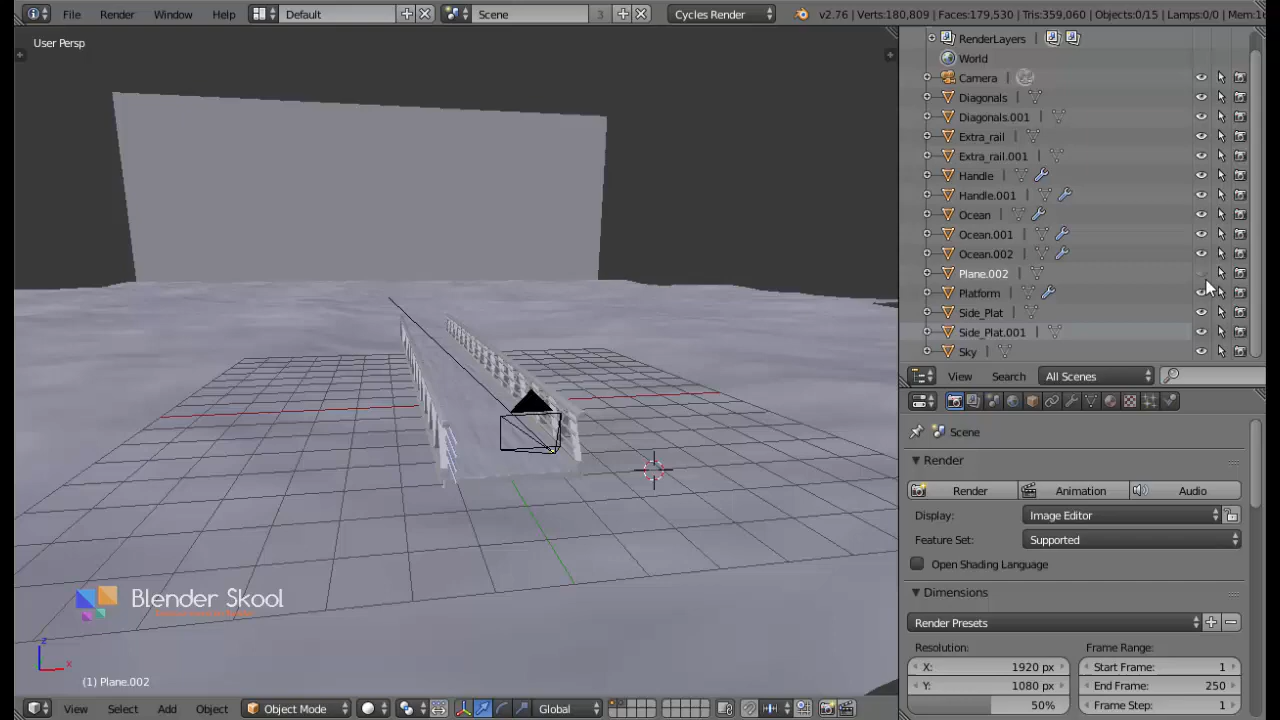 File Render Window Help Default Scene 3 Cycles Render v2.76 | Verts:180,809 | Faces:179,530 | Tris:359,060 | Objects:0/15 | Lamps:0/0 |
User Persp
RenderLayers
World
Camera
Diagonals
Diagonals.001
Extra_rail
Extra_rail.001
Handle
Handle.001
Ocean
Ocean.001
Ocean.002
Plane.002
Platform
Side_Plat
Side_Plat.001
Sky
View Search All Scenes
Scene
Render
Render Animation Audio
Display: Image Editor
Feature Set: Supported
Open Shading Language
Dimensions
Render Presets
Resolution: Frame Range:
X: 1920 px Start Frame: 1
Y: 1080 px End Frame: 250
50% Frame Step: 1
Blender Skool
z
x
(1) Plane.002
View Select Add Object Object Mode Global